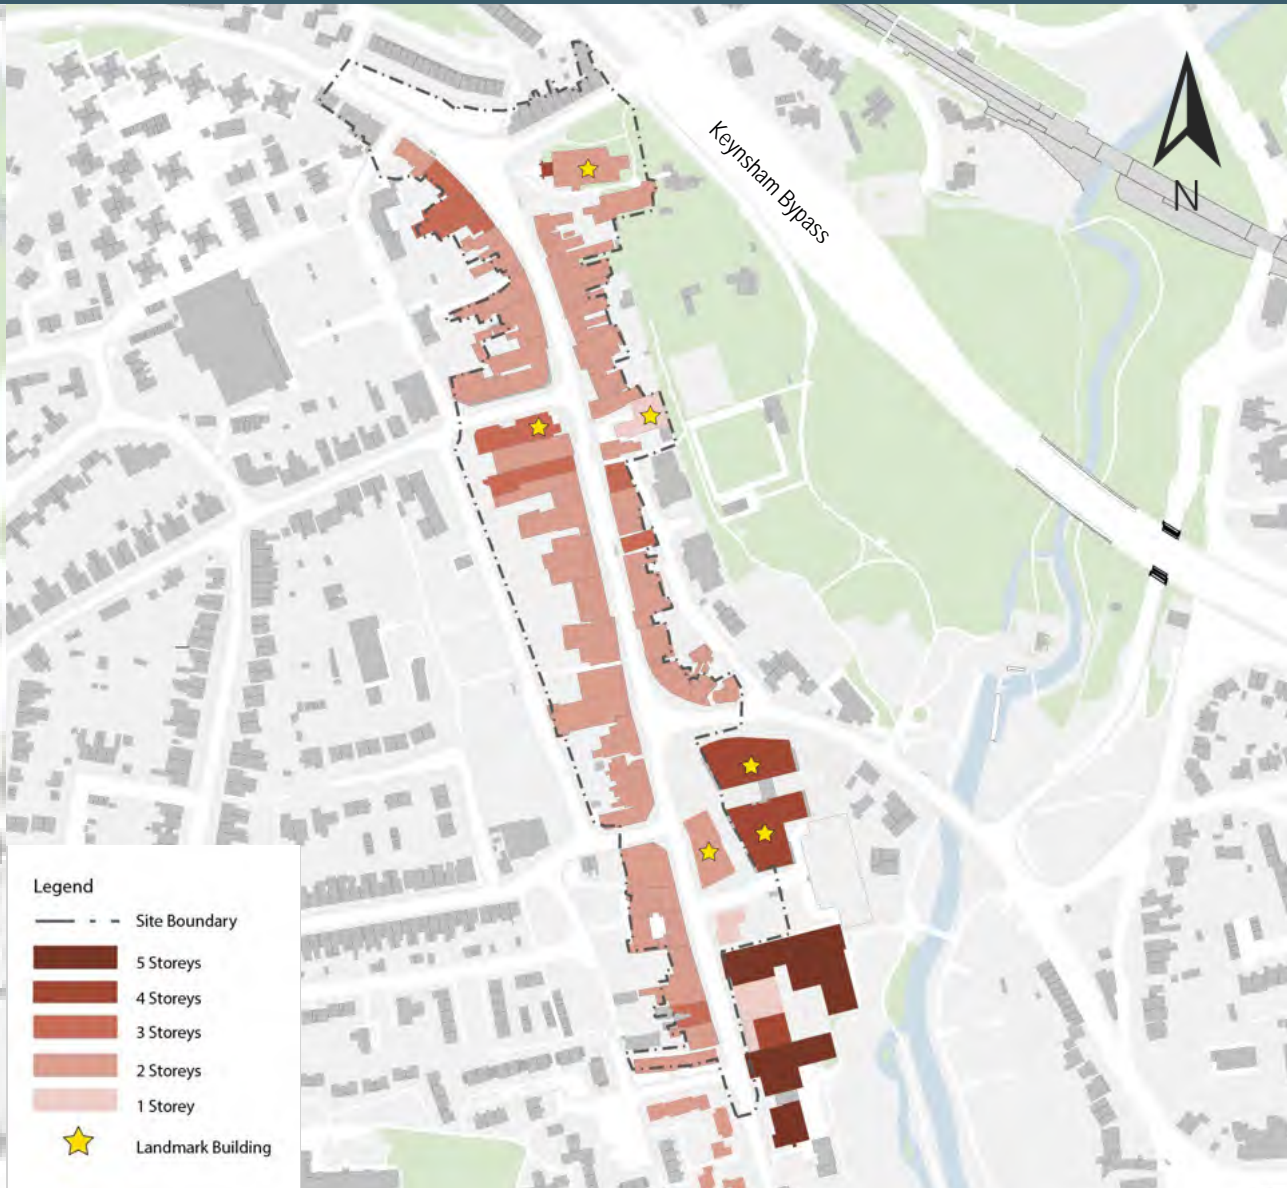 Keynsham Bypass
N
Legend
Site Boundary
5 Storeys
4 Storeys
3 Storeys
2 Storeys
1 Storey
Landmark Building